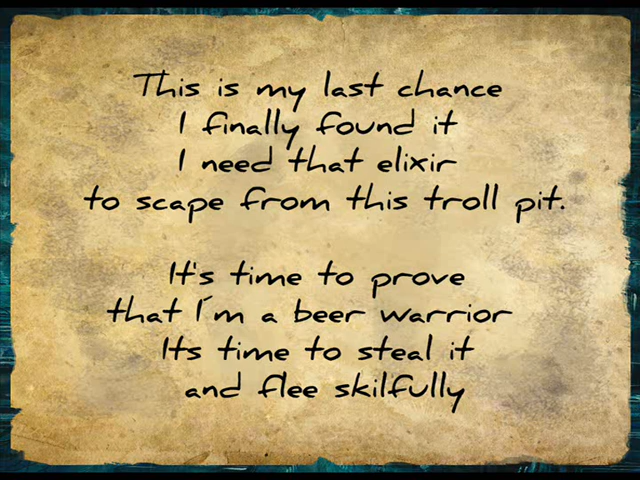 This is my last chance
I finally found it
I need that elixir
to scape from this troll pit.
It's time to prove
that I´m a beer warrior
Its time to steal it
and flee skilfully